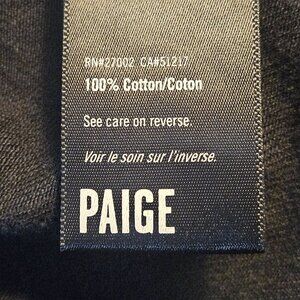 RN#27002 CA#51217
100% Cotton/Coton
See care on reverse.
Voir le soin sur l'inverse.
PAIGE